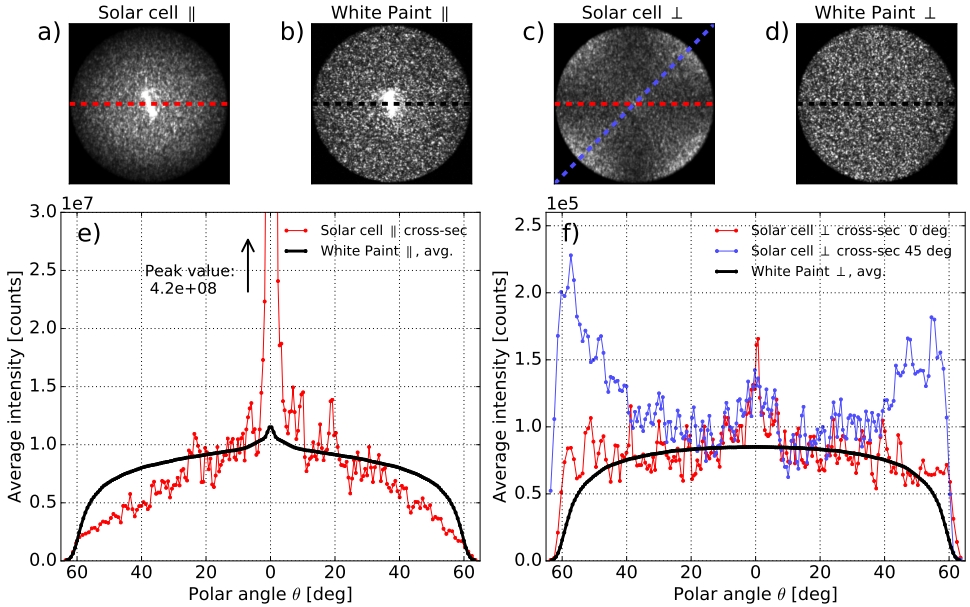 Solar cell ∥
White Paint ∥
Solar cell ⊥
White Paint ⊥
a)
b)
c)
d)
1e7
3.0
2.5
2.0
1.5
1.0
0.5
0.0
Average intensity [counts]
e)
Solar cell ∥ cross-sec
White Paint ∥, avg.
Peak value:
4.2e+08
60 40 20 0 20 40 60
Polar angle θ [deg]
1e5
2.5
2.0
1.5
1.0
0.5
0.0
Average intensity [counts]
f)
Solar cell ⊥ cross-sec 0 deg
Solar cell ⊥ cross-sec 45 deg
White Paint ⊥, avg.
60 40 20 0 20 40 60
Polar angle θ [deg]